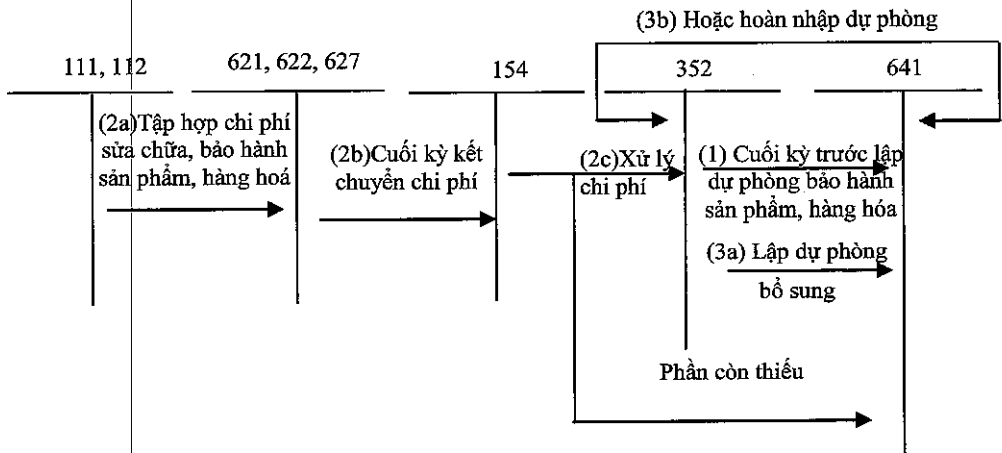 (3b) Hoặc hoàn nhập dự phòng
111, 112
621, 622, 627
154
352
641
(2a)Tập hợp chi phí
sửa chữa, bảo hành
sản phẩm, hàng hoá
(2b)Cuối kỳ kết
chuyển chi phí
(2c)Xử lý
chi phí
(1) Cuối kỳ trước lập
dự phòng bảo hành
sản phẩm, hàng hóa
(3a) Lập dự phòng
bổ sung
Phần còn thiếu